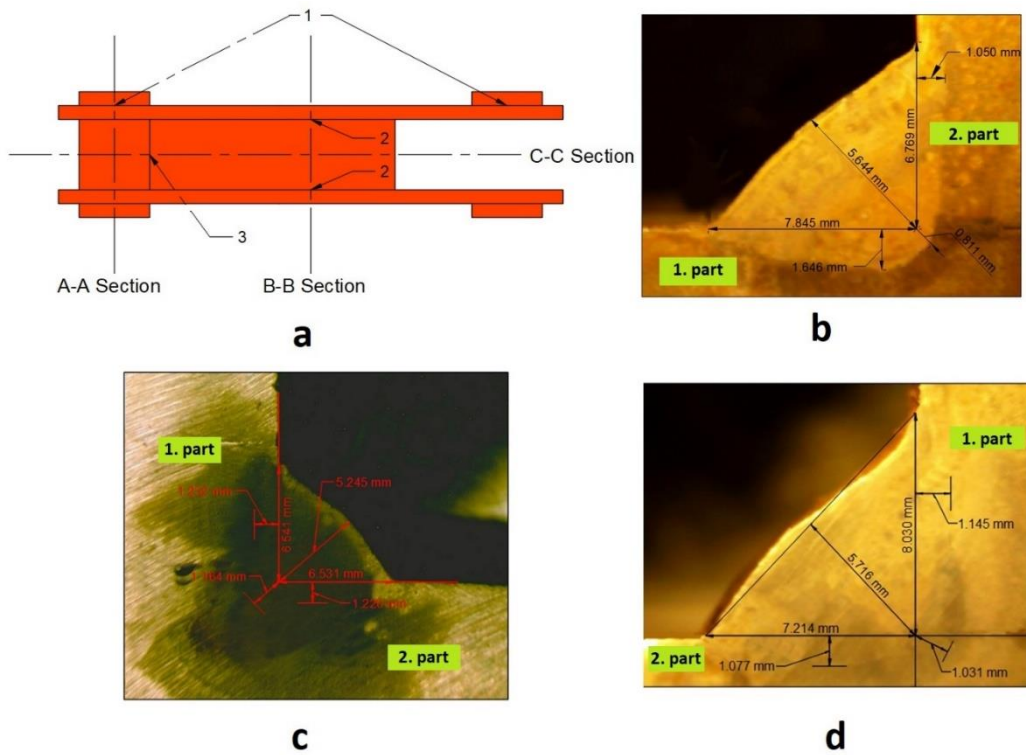 1
2
2
3
C-C Section
A-A Section
B-B Section
a
1.050 mm
2. part
6.769 mm
5.644 mm
7.845 mm
0.811 mm
1.646 mm
1. part
b
1. part
5.245 mm
6.541 mm
6.531 mm
2. part
c
1. part
1.145 mm
8.030 mm
5.716 mm
7.214 mm
2. part
1.077 mm
1.031 mm
d